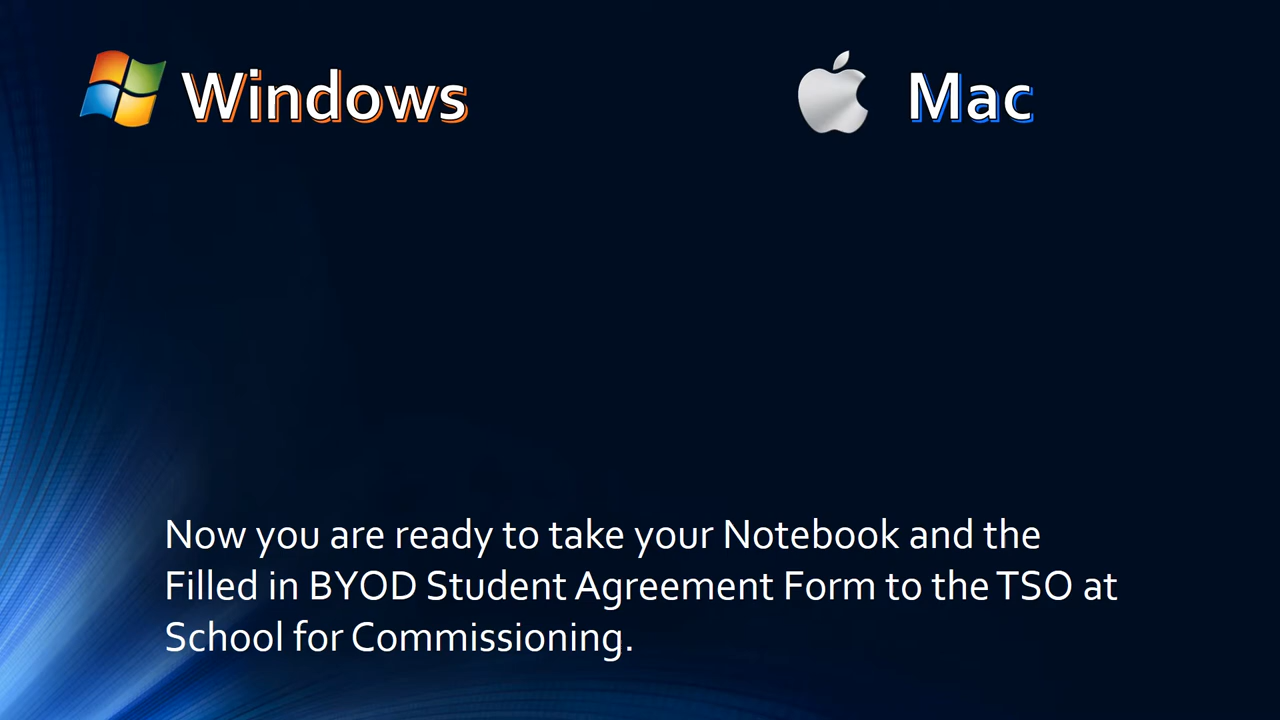 Windows
Mac
Now you are ready to take your Notebook and the
Filled in BYOD Student Agreement Form to the TSO at
School for Commissioning.